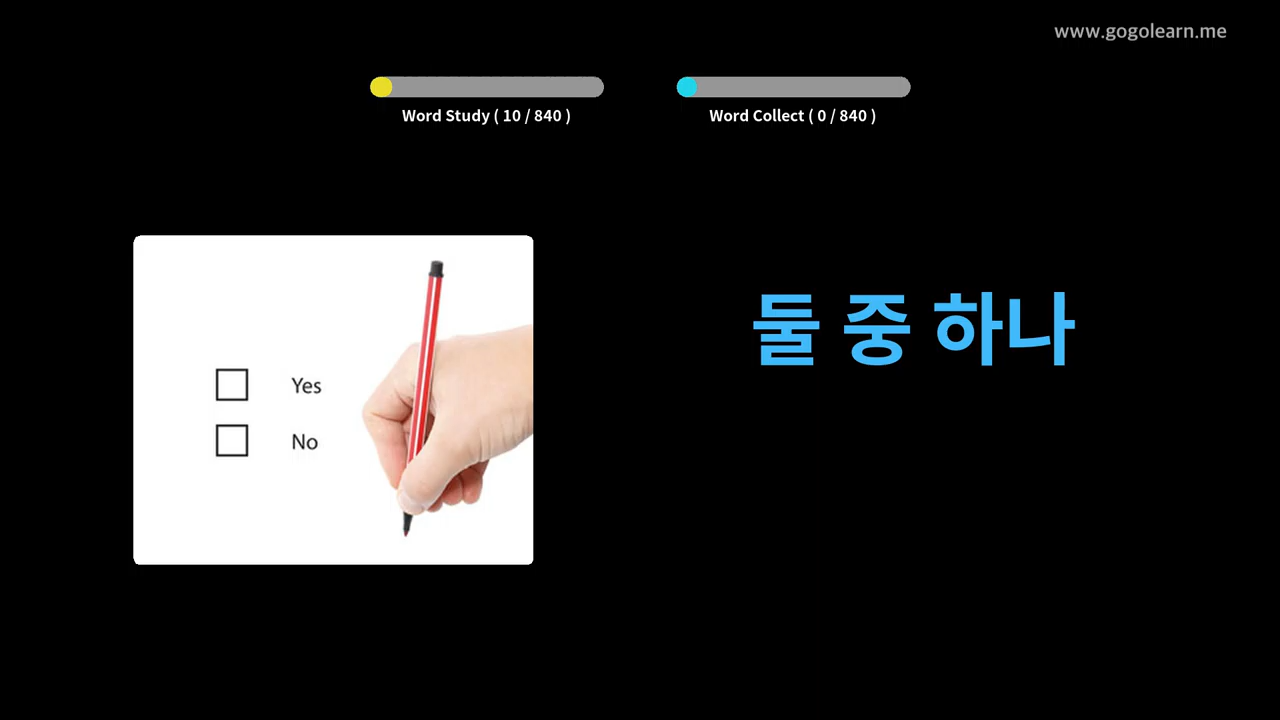 www.gogolearn.me
Word Study ( 10 / 840 )
Word Collect ( 0 / 840 )
둘 중 하나
Yes
No